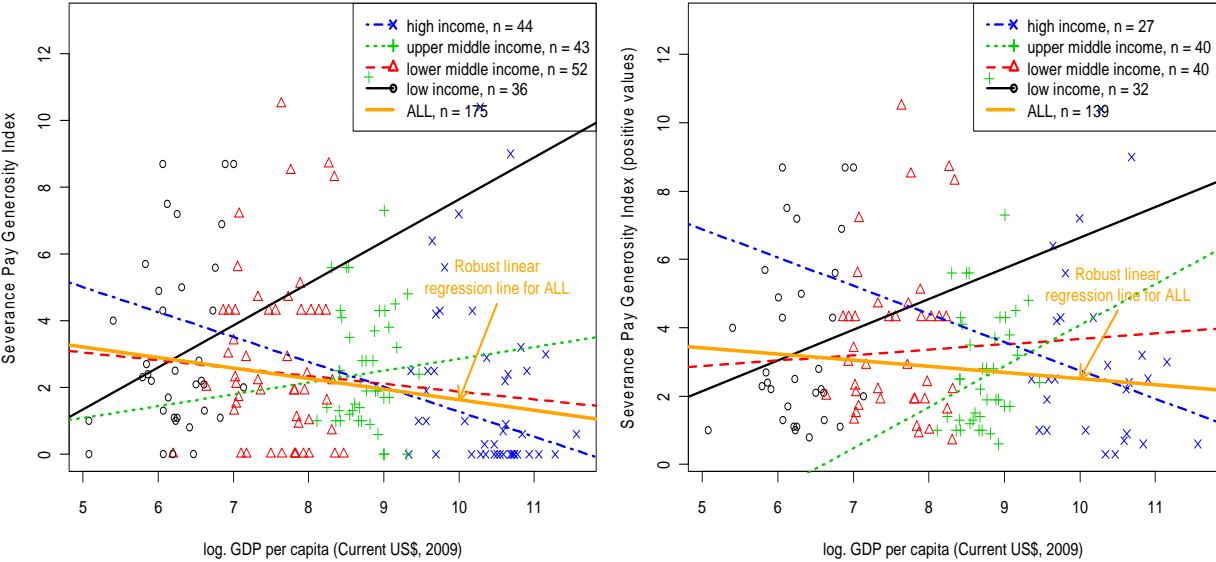 Severance Pay Generosity Index
0
2
4
6
8
10
12
high income, n = 44
upper middle income, n = 43
lower middle income, n = 52
low income, n = 36
ALL, n = 175
Robust linear
regression line for ALL
5
6
7
8
9
10
11
log. GDP per capita (Current US$, 2009)
Severance Pay Generosity Index (positive values)
0
2
4
6
8
10
12
high income, n = 27
upper middle income, n = 40
lower middle income, n = 40
low income, n = 32
ALL, n = 139
Robust linear
regression line for ALL
5
6
7
8
9
10
11
log. GDP per capita (Current US$, 2009)